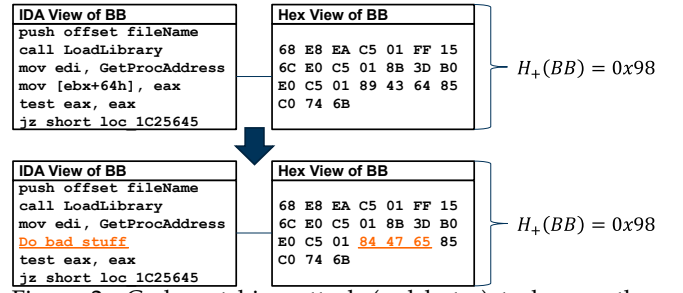 IDA View of BB
push offset fileName
call LoadLibrary
mov edi, GetProcAddress
mov [ebx+64h], eax
test eax, eax
jz short loc_1C25645
Hex View of BB
68 E8 EA C5 01 FF 15
6C E0 C5 01 8B 3D B0
E0 C5 01 89 43 64 85
C0 74 6B
H+(BB) = 0x98
IDA View of BB
push offset fileName
call LoadLibrary
mov edi, GetProcAddress
Do bad stuff
test eax, eax
jz short loc_1C25645
Hex View of BB
68 E8 EA C5 01 FF 15
6C E0 C5 01 8B 3D B0
E0 C5 01 84 47 65 85
C0 74 6B
H+(BB) = 0x98